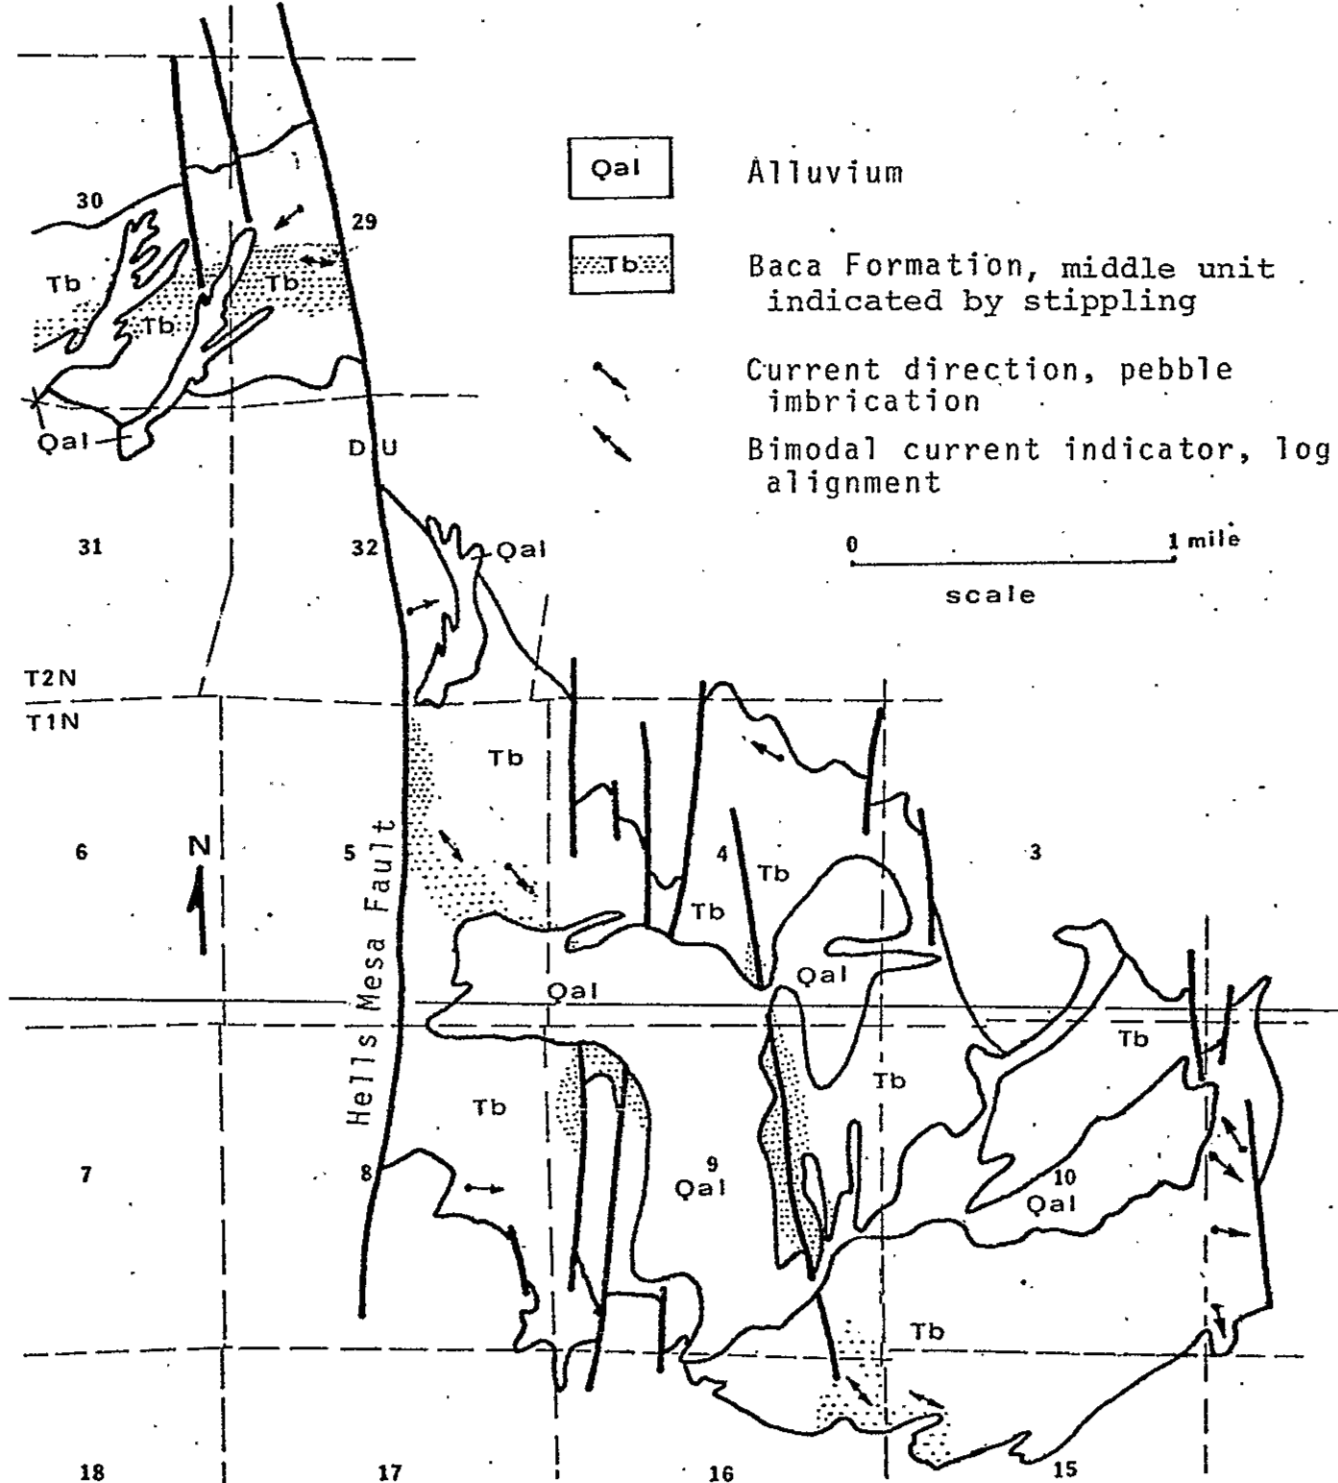 Qal
Alluvium
30
29
Tb
Tb
Tb
Tb
Baca Formation, middle unit
indicated by stippling
Current direction, pebble
imbrication
Qal
D U
Bimodal current indicator, log
alignment
31
32
Qal
0
1 mile
scale
T2N
T1N
Tb
6
N
5
4
Tb
3
Tb
Hells Mesa Fault
Qal
Qal
Tb
Tb
Tb
7
8
9
Qal
10
Qal
Tb
18
17
16
15